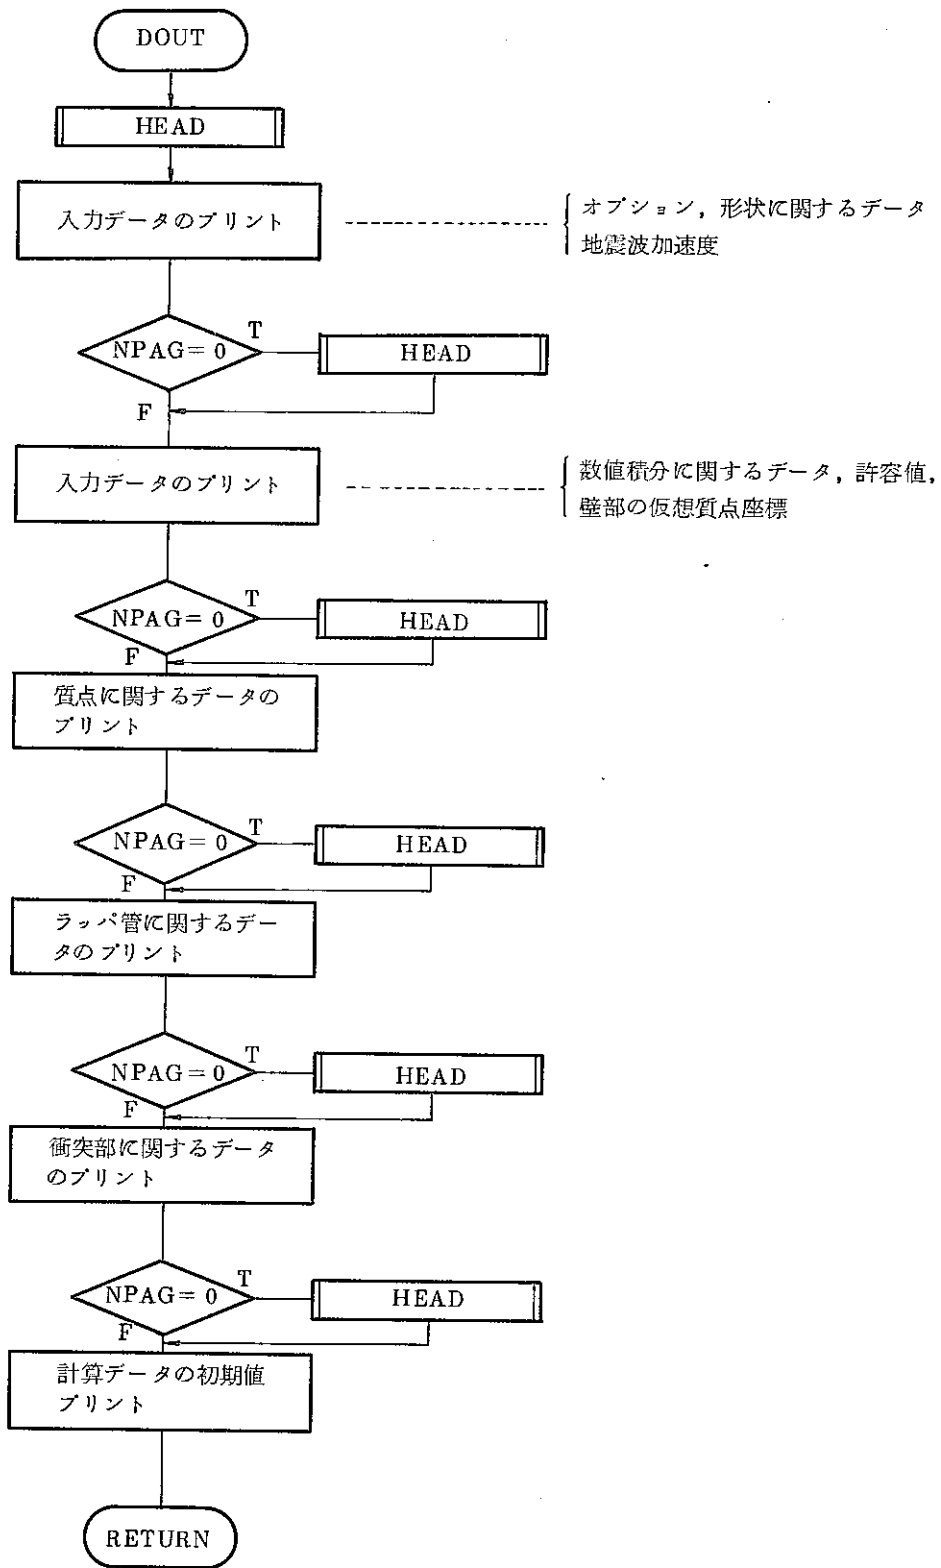 DOUT
HEAD
入力データのプリント
オプション，形状に関するデータ
地震波加速度
NPAG=0
T
HEAD
F
入力データのプリント
数値積分に関するデータ，許容値，
壁部の仮想質点座標
NPAG=0
T
HEAD
F
質点に関するデータの
プリント
NPAG=0
T
HEAD
F
ラッパ管に関するデー
タのプリント
NPAG=0
T
HEAD
F
衝突部に関するデータ
のプリント
NPAG=0
T
HEAD
F
計算データの初期値
プリント
RETURN